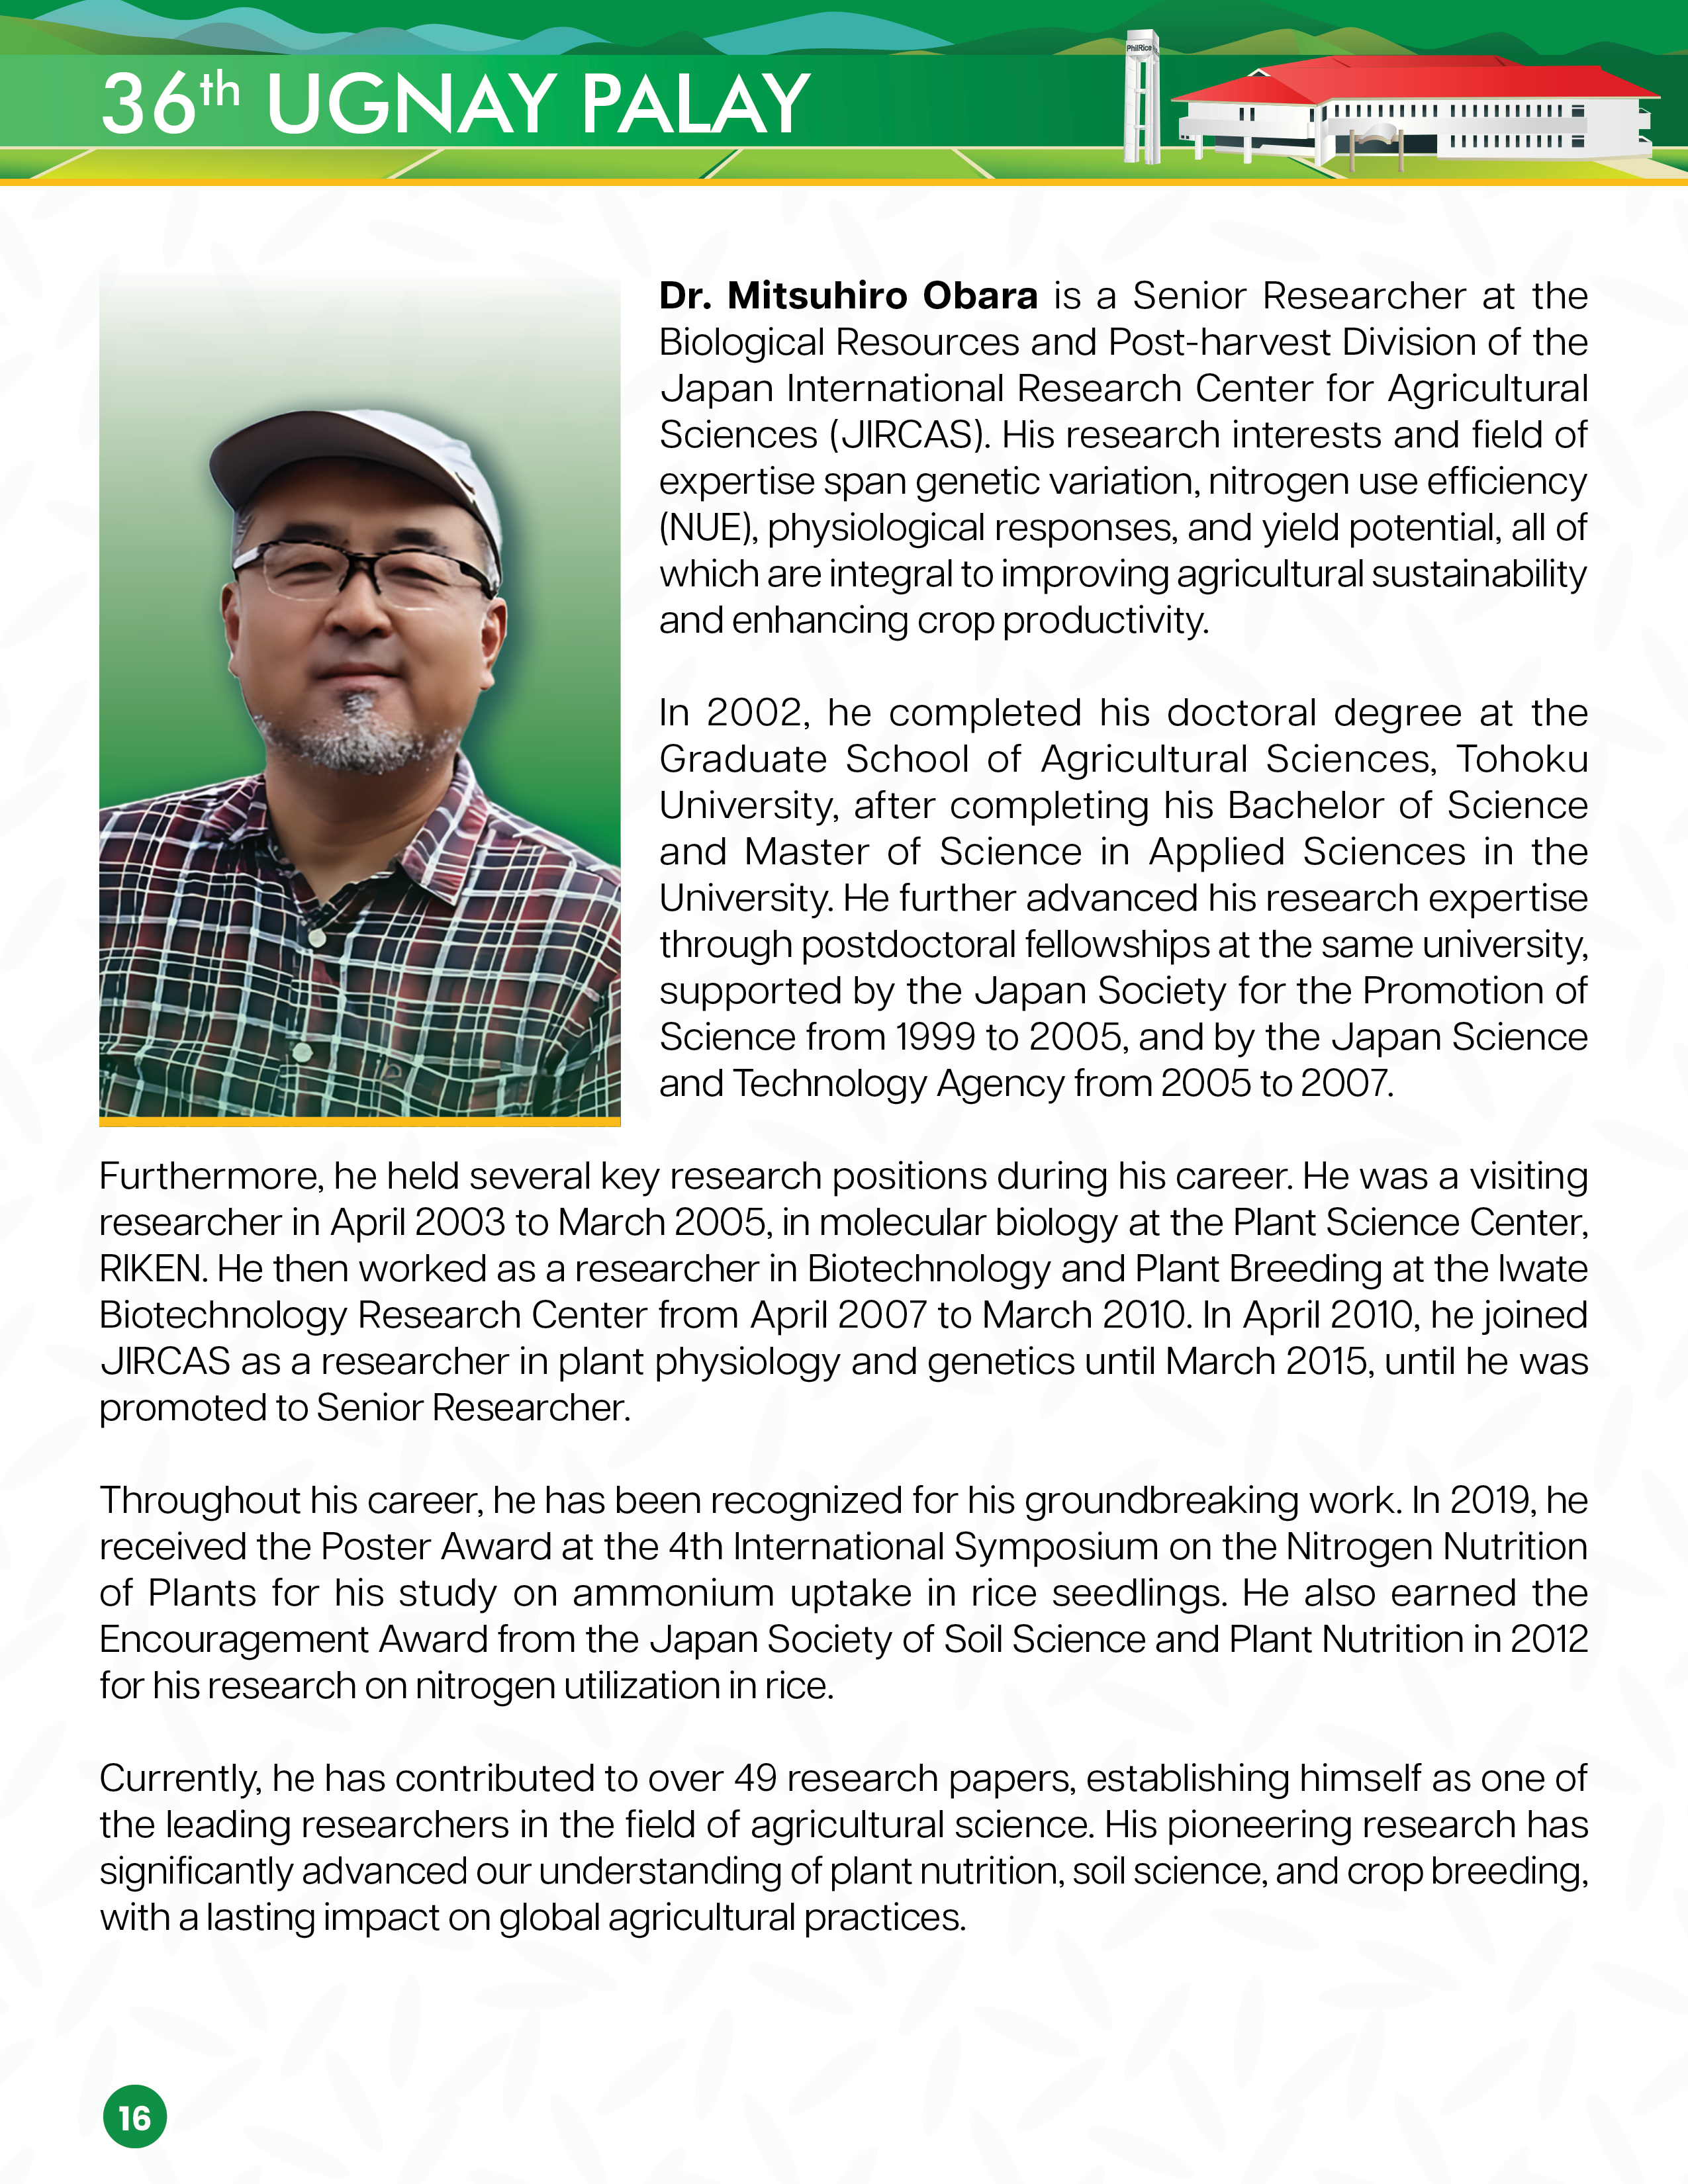 36th UGNAY PALAY
PhilRice
Dr. Mitsuhiro Obara is a Senior Researcher at the
Biological Resources and Post-harvest Division of the
Japan International Research Center for Agricultural
Sciences (JIRCAS). His research interests and field of
expertise span genetic variation, nitrogen use efficiency
(NUE), physiological responses, and yield potential, all of
which are integral to improving agricultural sustainability
and enhancing crop productivity.
In 2002, he completed his doctoral degree at the
Graduate School of Agricultural Sciences, Tohoku
University, after completing his Bachelor of Science
and Master of Science in Applied Sciences in the
University. He further advanced his research expertise
through postdoctoral fellowships at the same university,
supported by the Japan Society for the Promotion of
Science from 1999 to 2005, and by the Japan Science
and Technology Agency from 2005 to 2007.
Furthermore, he held several key research positions during his career. He was a visiting
researcher in April 2003 to March 2005, in molecular biology at the Plant Science Center,
RIKEN. He then worked as a researcher in Biotechnology and Plant Breeding at the Iwate
Biotechnology Research Center from April 2007 to March 2010. In April 2010, he joined
JIRCAS as a researcher in plant physiology and genetics until March 2015, until he was
promoted to Senior Researcher.
Throughout his career, he has been recognized for his groundbreaking work. In 2019, he
received the Poster Award at the 4th International Symposium on the Nitrogen Nutrition
of Plants for his study on ammonium uptake in rice seedlings. He also earned the
Encouragement Award from the Japan Society of Soil Science and Plant Nutrition in 2012
for his research on nitrogen utilization in rice.
Currently, he has contributed to over 49 research papers, establishing himself as one of
the leading researchers in the field of agricultural science. His pioneering research has
significantly advanced our understanding of plant nutrition, soil science, and crop breeding,
with a lasting impact on global agricultural practices.
16